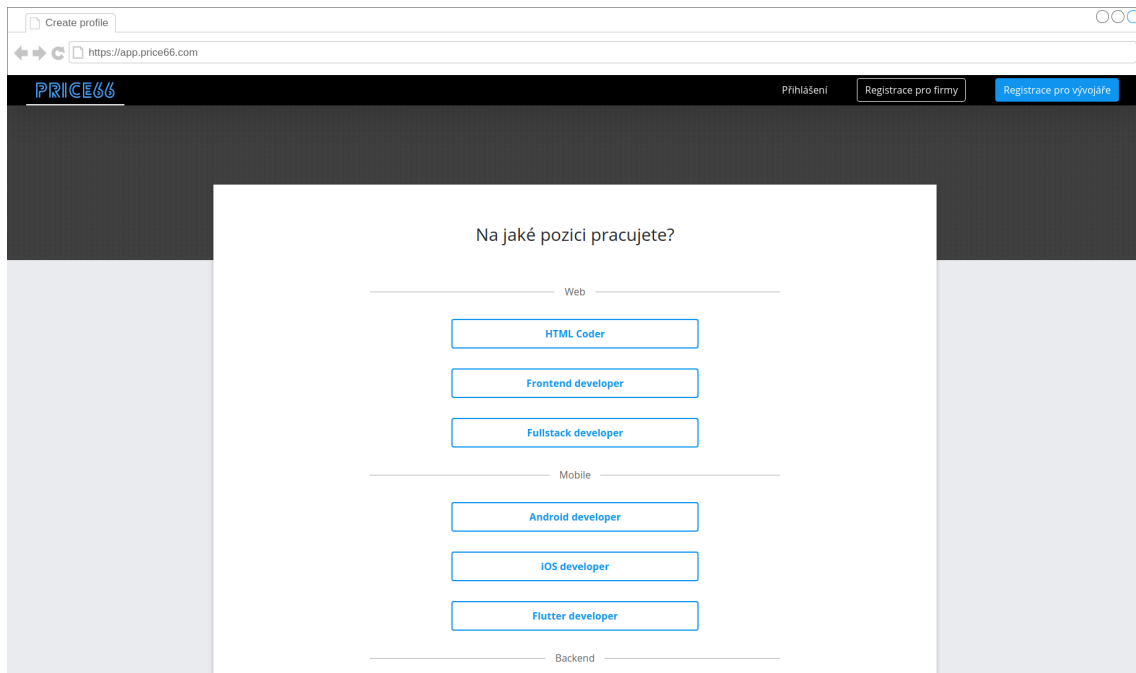 Create profile
https://app.price66.com
PRICE66
Přihlášení
Registrace pro firmy
Registrace pro vývojáře
Na jaké pozici pracujete?
Web
HTML Coder
Frontend developer
Fullstack developer
Mobile
Android developer
iOS developer
Flutter developer
Backend